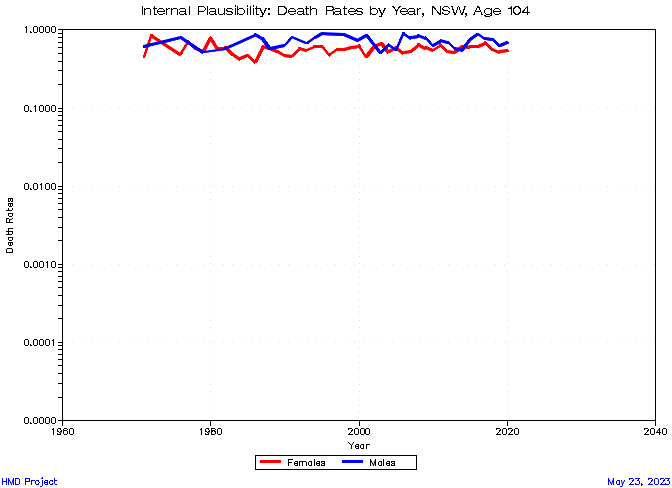 Internal Plausibility: Death Rates by Year, NSW, Age 104
1.0000
0.1000
0.0100
0.0010
0.0001
0.0000
Death Rates
1960
1980
2000
2020
2040
Year
Females
Males
HMD Project
May 23, 2023